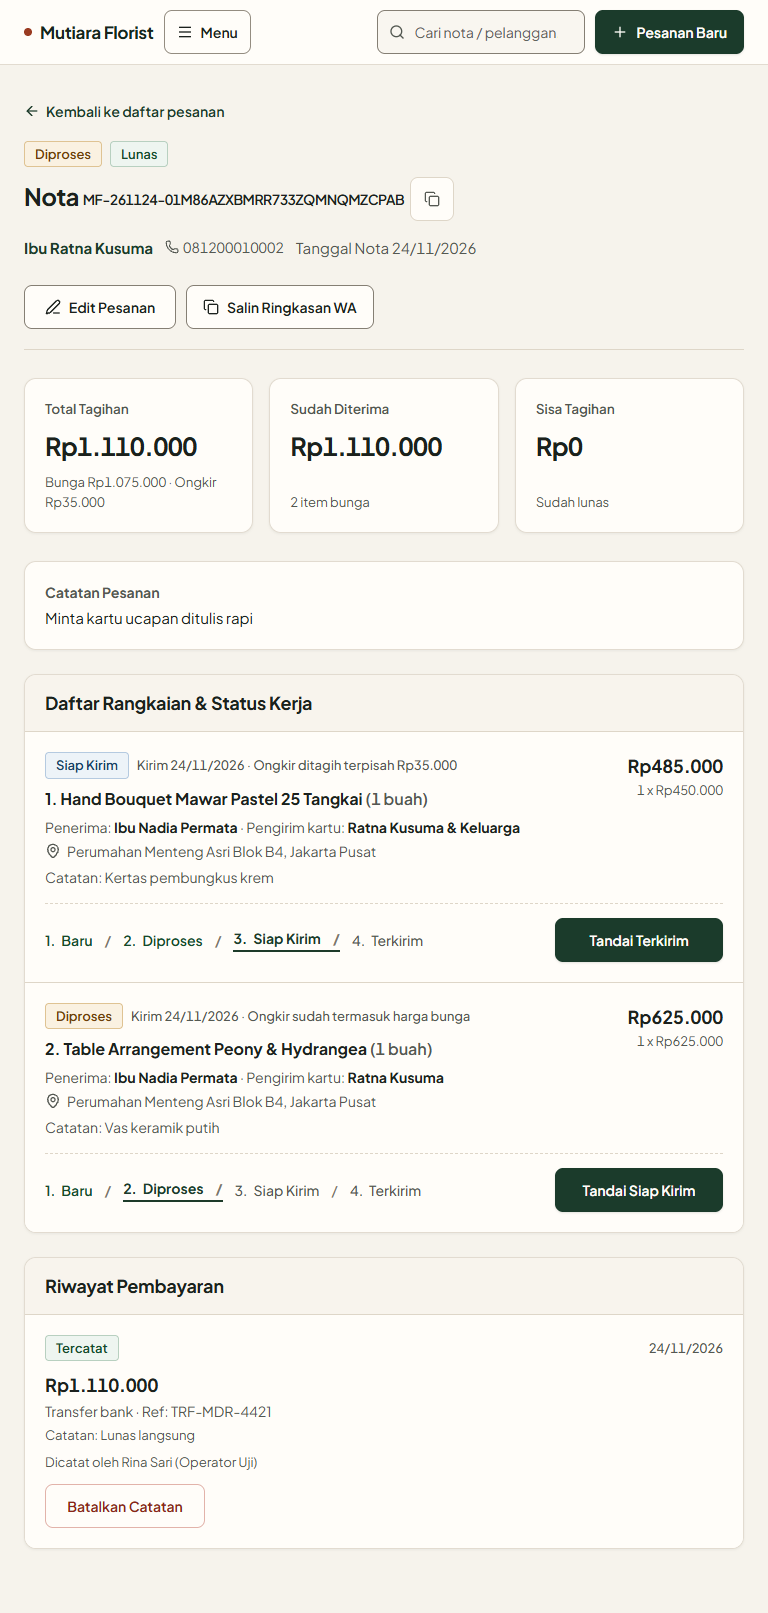 Mutiara Florist
Menu
Cari nota / pelanggan
Pesanan Baru
Kembali ke daftar pesanan
Diproses
Lunas
Nota MF-261124-01M86AZXBMRR733ZQMNQMZCPAB
Ibu Ratna Kusuma 081200010002 Tanggal Nota 24/11/2026
Edit Pesanan
Salin Ringkasan WA
Total Tagihan
Rp1.110.000
Bunga Rp1.075.000 · Ongkir
Rp35.000
Sudah Diterima
Rp1.110.000
2 item bunga
Sisa Tagihan
Rp0
Sudah lunas
Catatan Pesanan
Minta kartu ucapan ditulis rapi
Daftar Rangkaian & Status Kerja
Siap Kirim Kirim 24/11/2026 · Ongkir ditagih terpisah Rp35.000
Rp485.000
1 x Rp450.000
1. Hand Bouquet Mawar Pastel 25 Tangkai (1 buah)
Penerima: Ibu Nadia Permata · Pengirim kartu: Ratna Kusuma & Keluarga
Perumahan Menteng Asri Blok B4, Jakarta Pusat
Catatan: Kertas pembungkus krem
1. Baru / 2. Diproses / 3. Siap Kirim / 4. Terkirim
Tandai Terkirim
Diproses Kirim 24/11/2026 · Ongkir sudah termasuk harga bunga
Rp625.000
1 x Rp625.000
2. Table Arrangement Peony & Hydrangea (1 buah)
Penerima: Ibu Nadia Permata · Pengirim kartu: Ratna Kusuma
Perumahan Menteng Asri Blok B4, Jakarta Pusat
Catatan: Vas keramik putih
1. Baru / 2. Diproses / 3. Siap Kirim / 4. Terkirim
Tandai Siap Kirim
Riwayat Pembayaran
Tercatat
24/11/2026
Rp1.110.000
Transfer bank · Ref: TRF-MDR-4421
Catatan: Lunas langsung
Dicatat oleh Rina Sari (Operator Uji)
Batalkan Catatan